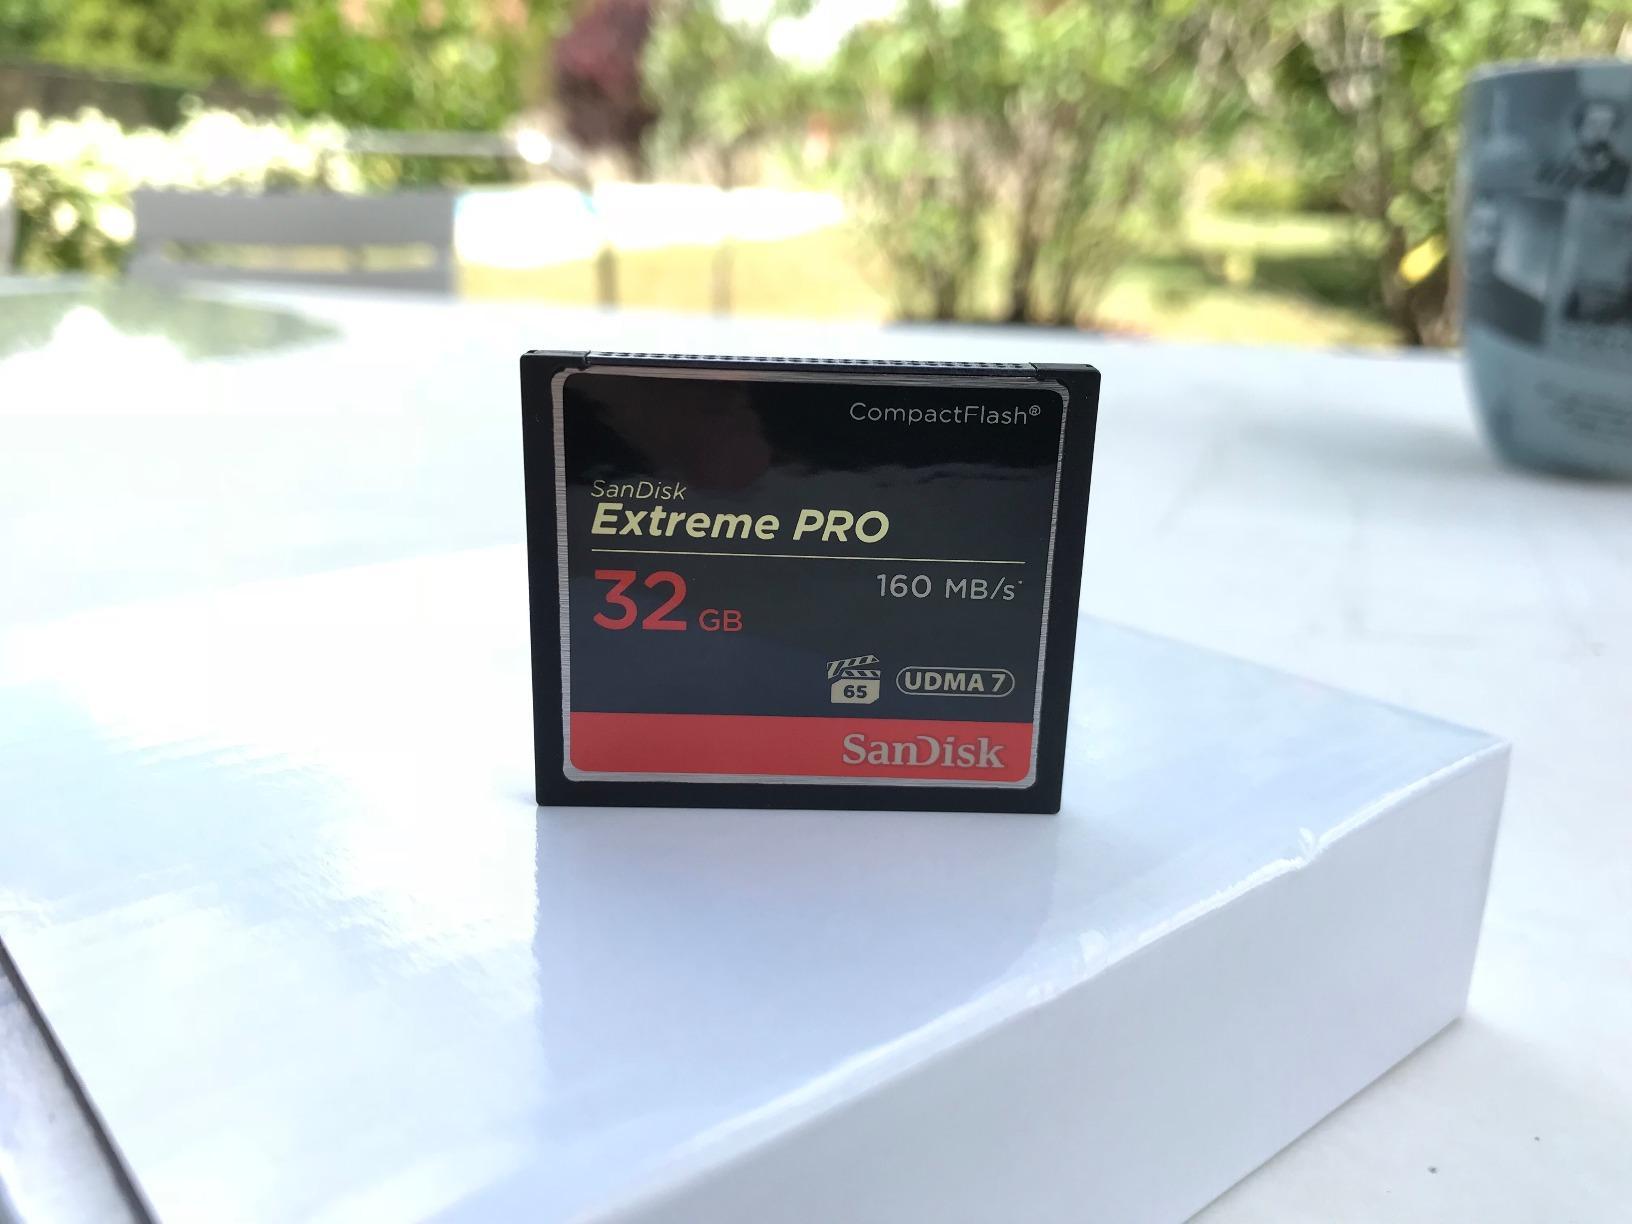 CompactFlash®
SanDisk
Extreme PRO
32 GB
160 MB/s*
65
UDMA 7
SanDisk